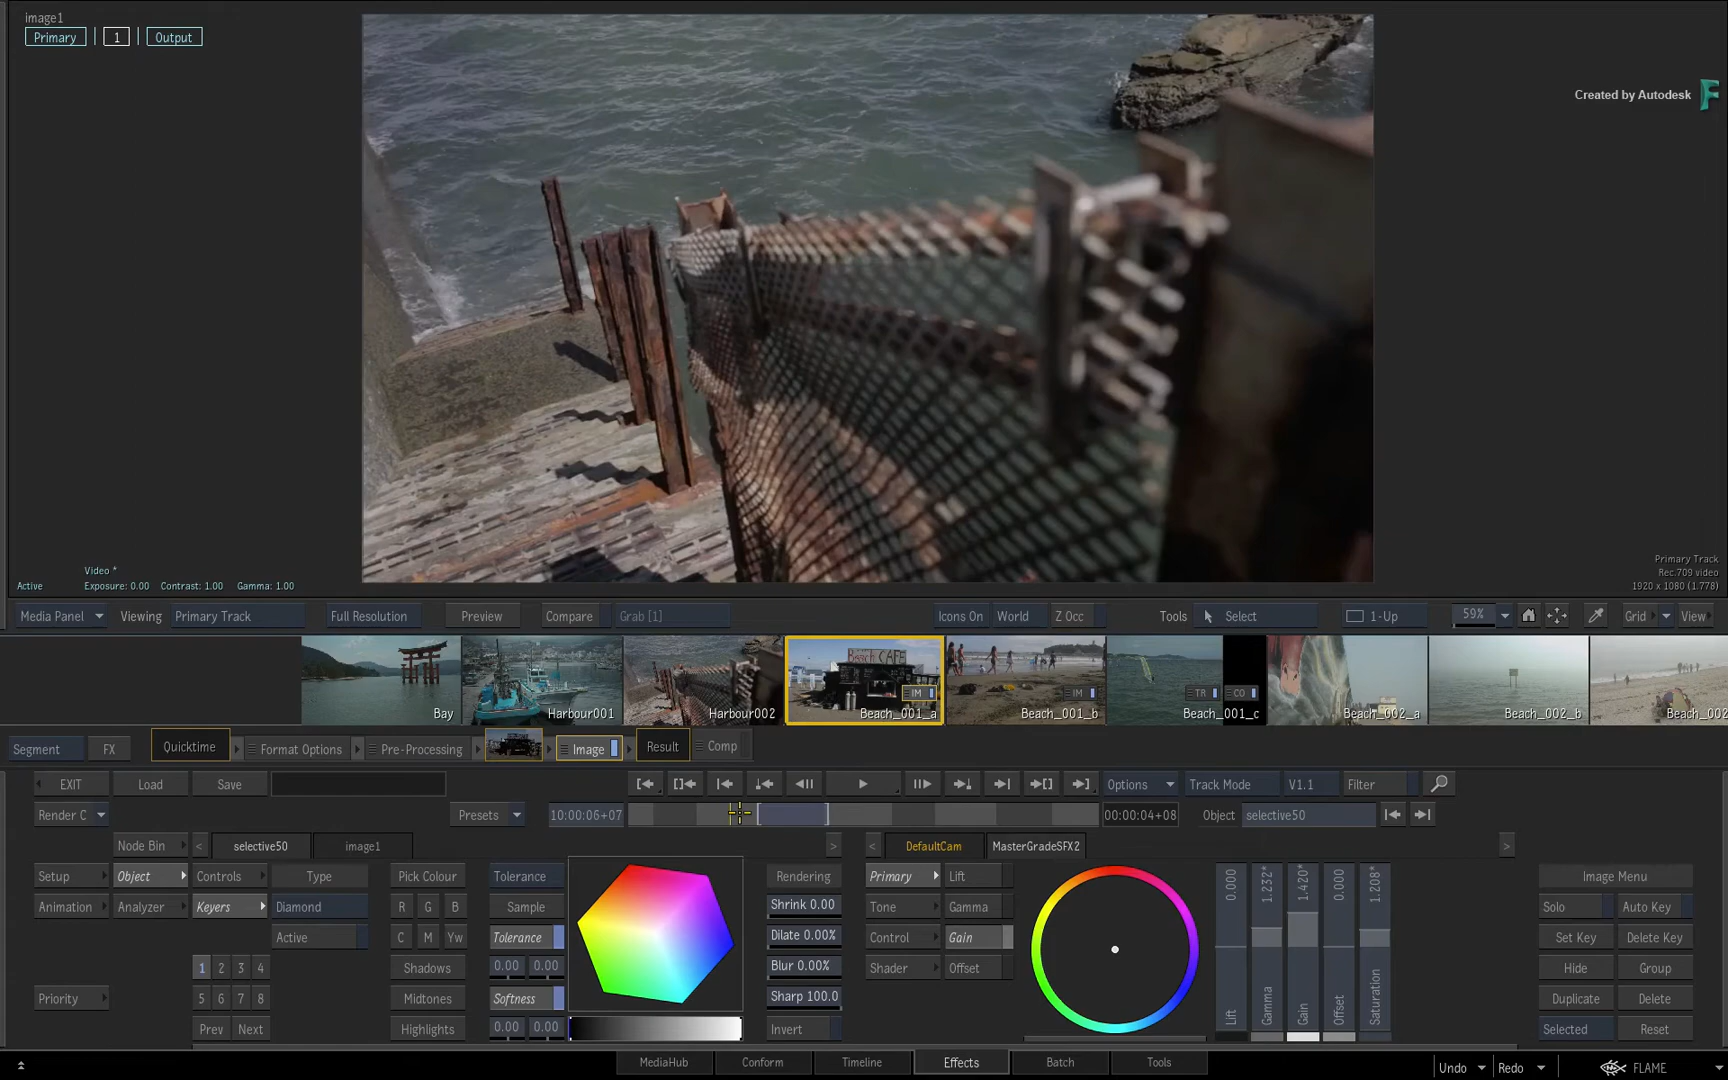 image1
Primary | 1 | Output
Created by Autodesk
Video *
Active Exposure: 0.00 Contrast: 1.00 Gamma: 1.00
Primary Track
Rec.709 video
1920 x 1080 (1.778)
Media Panel Viewing Primary Track Full Resolution Preview Compare Grab [1] Icons On World Z Occ Tools Select 1-Up 59% Grid View
Beach CAFE
IM IM TR CO
Bay Harbour001 Harbour002 Beach_001_a Beach_001_b Beach_001_c Beach_002_a Beach_002_b Beach_002
Segment FX Quicktime Format Options Pre-Processing Image Result Comp
EXIT Load Save Options Track Mode V1.1 Filter
Render C Presets 10:00:06+07 00:00:04+08 Object selective50
Node Bin < selective50 image1 > < DefaultCam MasterGradeSFX2 >
Setup Object Controls Type Pick Colour Tolerance Rendering Primary Lift Image Menu
Animation Analyzer Keyers Diamond R G B Sample Shrink 0.00 Tone Gamma Solo Auto Key
Active C M Yw Tolerance Dilate 0.00% Control Gain Set Key Delete Key
1 2 3 4 Shadows 0.00 0.00 Blur 0.00% Shader Offset Hide Group
Priority 5 6 7 8 Midtones Softness Sharp 100.0 Duplicate Delete
Prev Next Highlights 0.00 0.00 Invert Selected Reset
0.000 1.232* 1.420* 0.000 1.208*
Lift Gamma Gain Offset Saturation
MediaHub Conform Timeline Effects Batch Tools Undo Redo FLAME